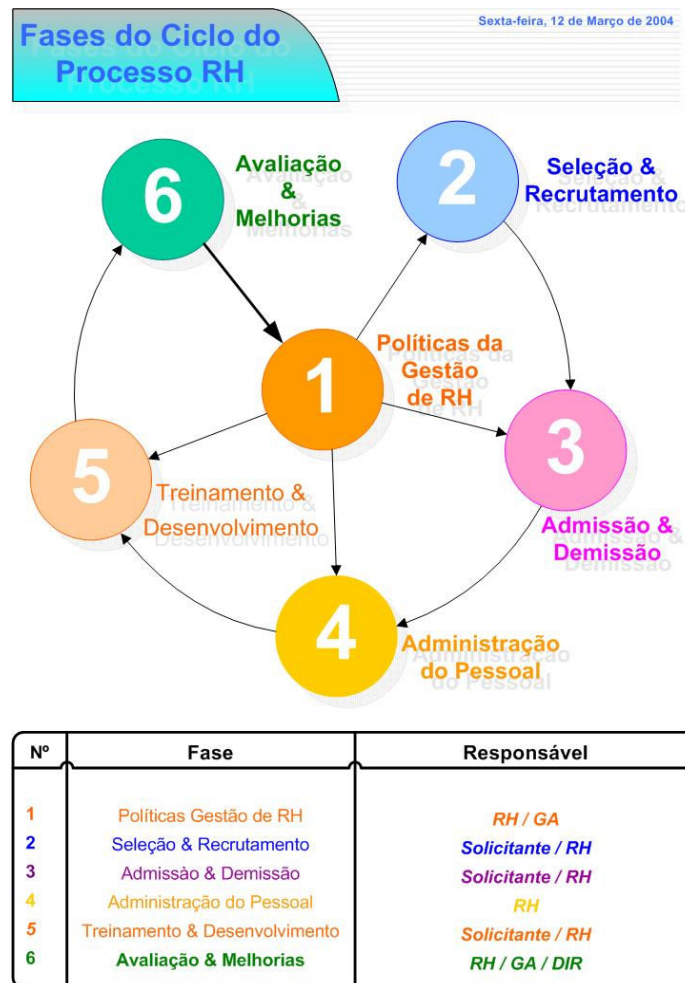 Fases do Ciclo do
Processo RH
Sexta-feira, 12 de Março de 2004
6
Avaliação
&
Melhorias
2
Seleção &
Recrutamento
1
Políticas da
Gestão
de RH
3
Admissão &
Demissão
5
Treinamento &
Desenvolvimento
4
Administração
do Pessoal
Nº Fase Responsável
1 Políticas Gestão de RH RH / GA
2 Seleção & Recrutamento Solicitante / RH
3 Admissào & Demissão Solicitante / RH
4 Administração do Pessoal RH
5 Treinamento & Desenvolvimento Solicitante / RH
6 Avaliação & Melhorias RH / GA / DIR